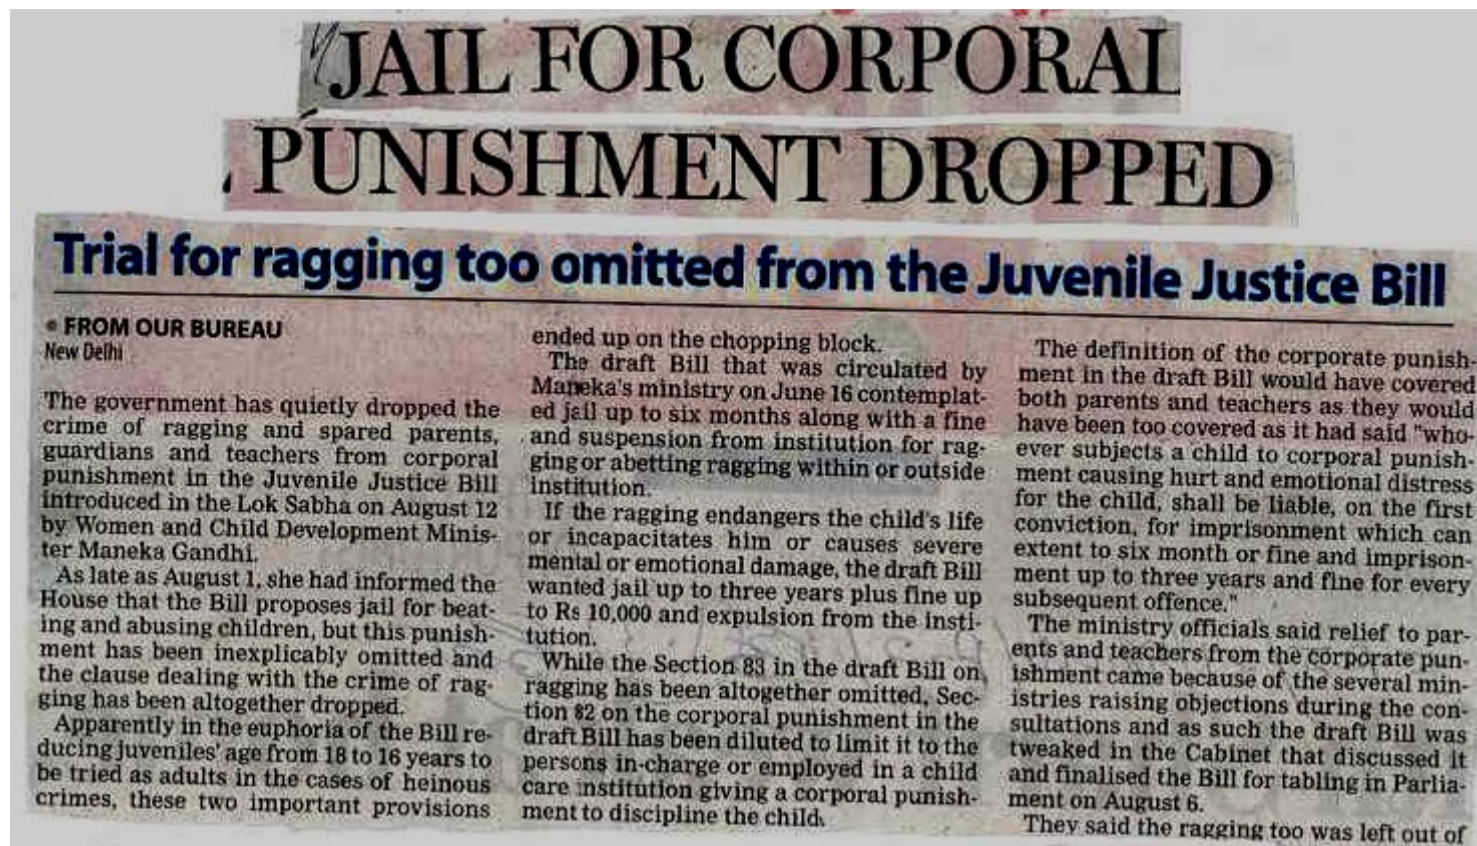 JAIL FOR CORPORAL
PUNISHMENT DROPPED
Trial for ragging too omitted from the Juvenile Justice Bill
• FROM OUR BUREAU
New Delhi
The government has quietly dropped the
crime of ragging and spared parents,
guardians and teachers from corporal
punishment in the Juvenile Justice Bill
introduced in the Lok Sabha on August 12
by Women and Child Development Minis-
ter Maneka Gandhi.
As late as August 1, she had informed the
House that the Bill proposes jail for beat-
ing and abusing children, but this punish-
ment has been inexplicably omitted and
the clause dealing with the crime of rag-
ging has been altogether dropped.
Apparently in the euphoria of the Bill re-
ducing juveniles' age from 18 to 16 years to
be tried as adults in the cases of heinous
crimes, these two important provisions
ended up on the chopping block.
The draft Bill that was circulated by
Maneka's ministry on June 16 contemplat-
ed jail up to six months along with a fine
and suspension from institution for rag-
ging or abetting ragging within or outside
institution.
If the ragging endangers the child's life
or incapacitates him or causes severe
mental or emotional damage, the draft Bill
wanted jail up to three years plus fine up
to Rs 10,000 and expulsion from the insti-
tution.
While the Section 83 in the draft Bill on
ragging has been altogether omitted, Sec-
tion 82 on the corporal punishment in the
draft Bill has been diluted to limit it to the
persons in-charge or employed in a child
care institution giving a corporal punish-
ment to discipline the child.
The definition of the corporate punish-
ment in the draft Bill would have covered
both parents and teachers as they would
have been too covered as it had said "who-
ever subjects a child to corporal punish-
ment causing hurt and emotional distress
for the child, shall be liable, on the first
conviction, for imprisonment which can
extent to six month or fine and imprison-
ment up to three years and fine for every
subsequent offence."
The ministry officials said relief to par-
ents and teachers from the corporate pun-
ishment came because of the several min-
istries raising objections during the con-
sultations and as such the draft Bill was
tweaked in the Cabinet that discussed it
and finalised the Bill for tabling in Parlia-
ment on August 6.
They said the ragging too was left out of